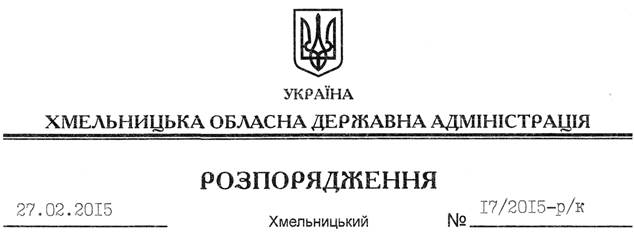 УКРАЇНА
ХМЕЛЬНИЦЬКА ОБЛАСНА ДЕРЖАВНА АДМІНІСТРАЦІЯ
РОЗПОРЯДЖЕННЯ
27.02.2015 Хмельницький № 17/2015-р/к